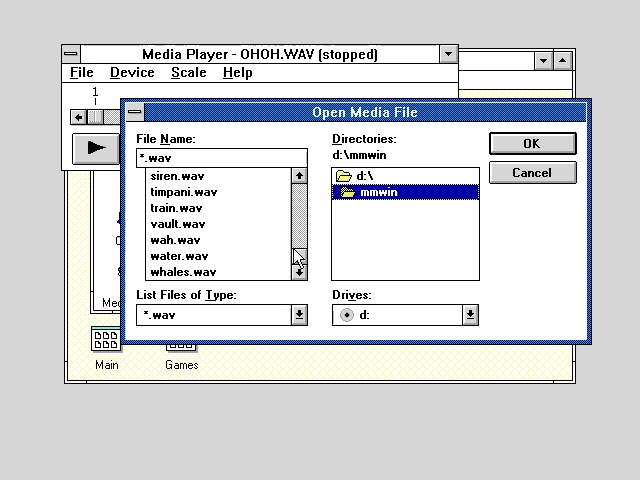 Media Player - OHOH.WAV (stopped)
File Device Scale Help
1
Open Media File
File Name:
*.wav
siren.wav
timpani.wav
train.wav
vault.wav
wah.wav
water.wav
whales.wav
List Files of Type:
*.wav
Directories:
d:\mmwin
d:\
mmwin
Drives:
d:
OK
Cancel
Med
Main
Games